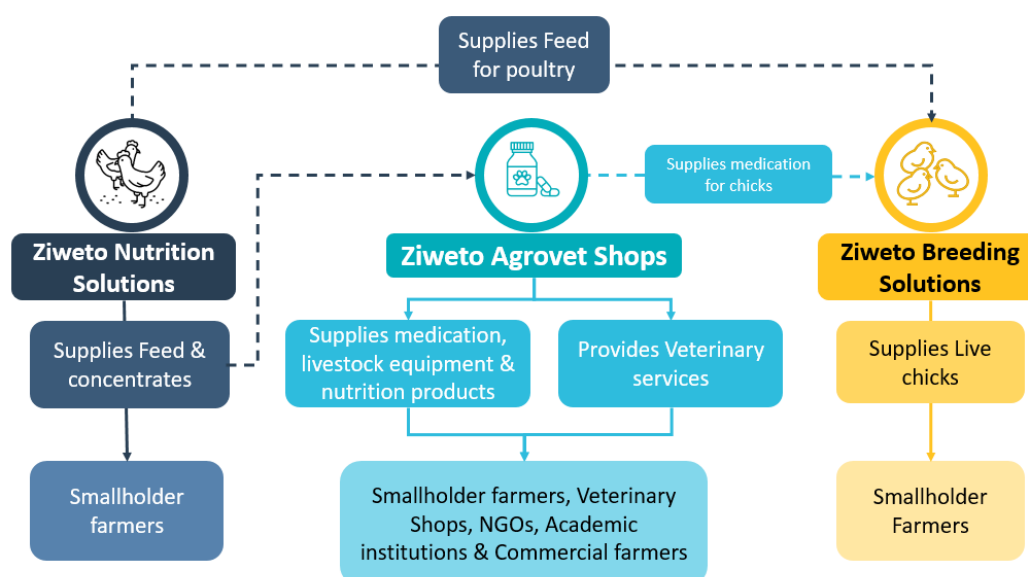 Supplies Feed
for poultry
Supplies medication
for chicks
Ziweto Nutrition
Solutions
Ziweto Agrovet Shops
Ziweto Breeding
Solutions
Supplies Feed &
concentrates
Supplies medication,
livestock equipment &
nutrition products
Provides Veterinary
services
Supplies Live
chicks
Smallholder
farmers
Smallholder farmers, Veterinary
Shops, NGOs, Academic
institutions & Commercial farmers
Smallholder
Farmers